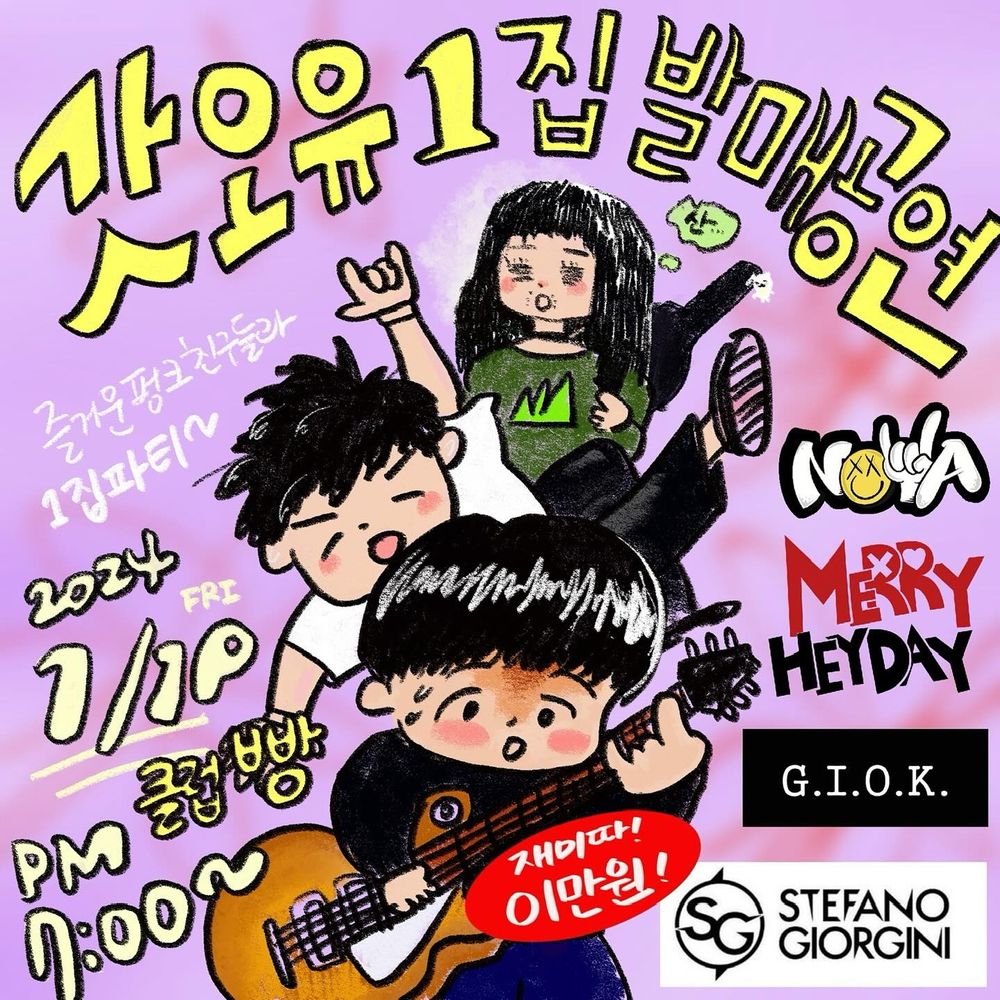 갓오유 1집 발매공연
산..
즐거운 펑크 친구들과
1집파티~
2024
FRI
7/19
클럽 빵
PM
7:00~
NOWA
MERRY
HEYDAY
G.I.O.K.
재미따!
이만원!
SG
STEFANO
GIORGINI